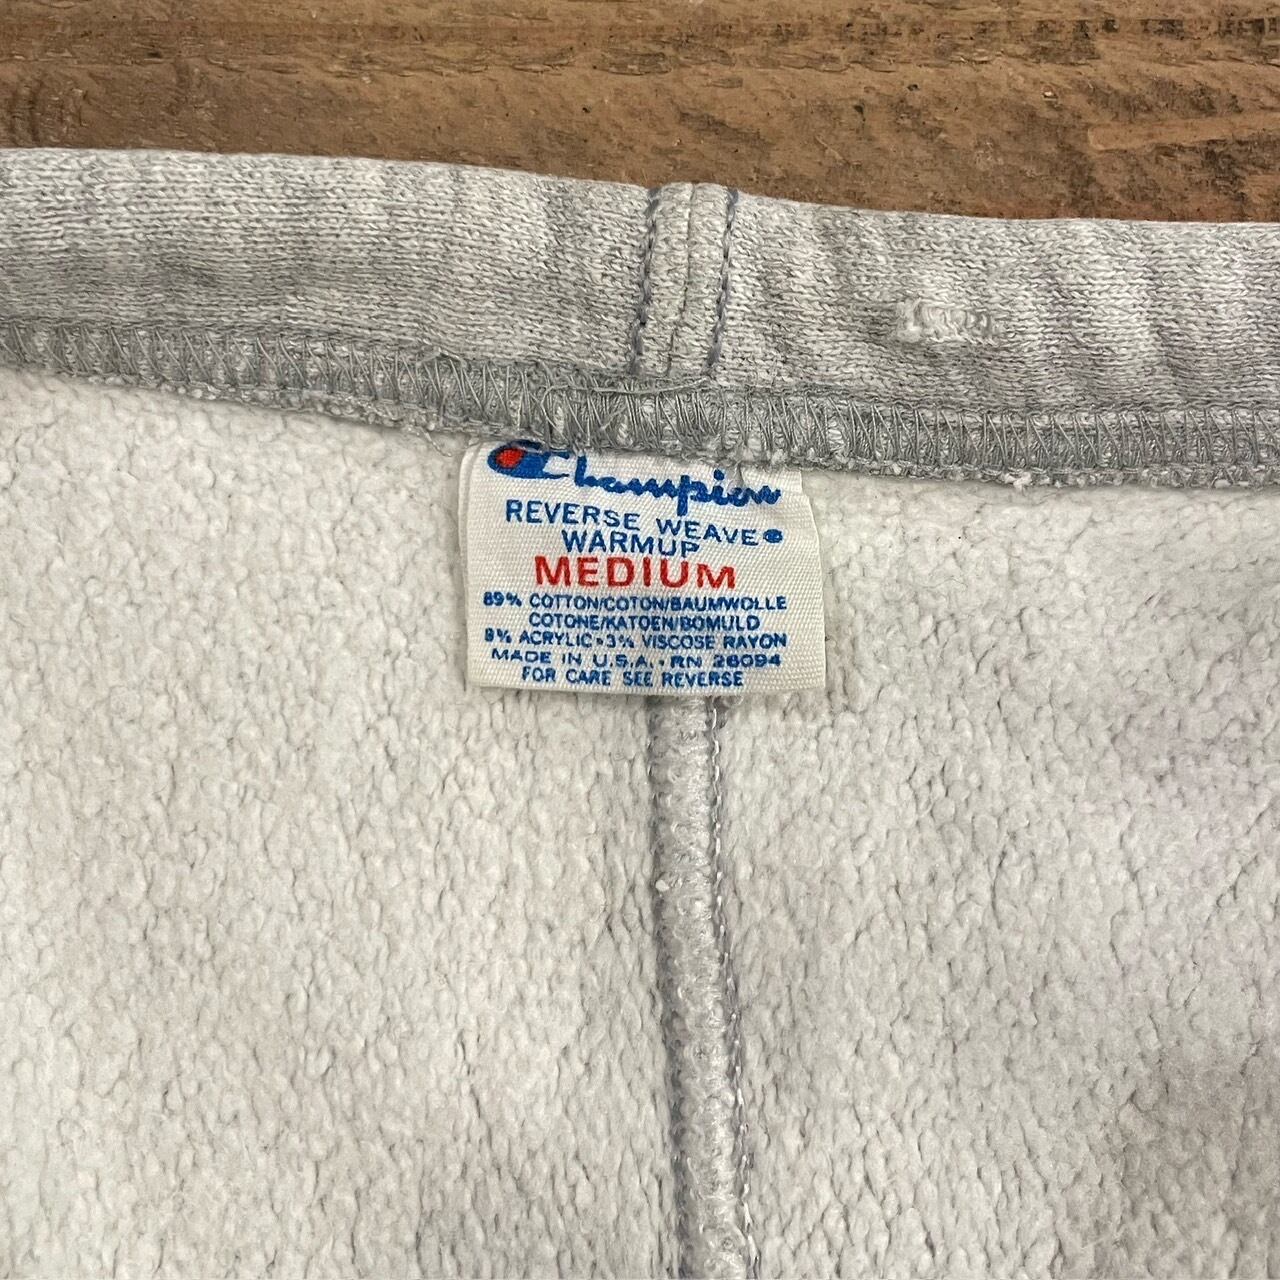 Champion
REVERSE WEAVE®
WARMUP
MEDIUM
89% COTTON/COTON/BAUMWOLLE
COTONE/KATOEN/BOMULD
8% ACRYLIC•3% VISCOSE RAYON
MADE IN U.S.A. • RN 26094
FOR CARE SEE REVERSE